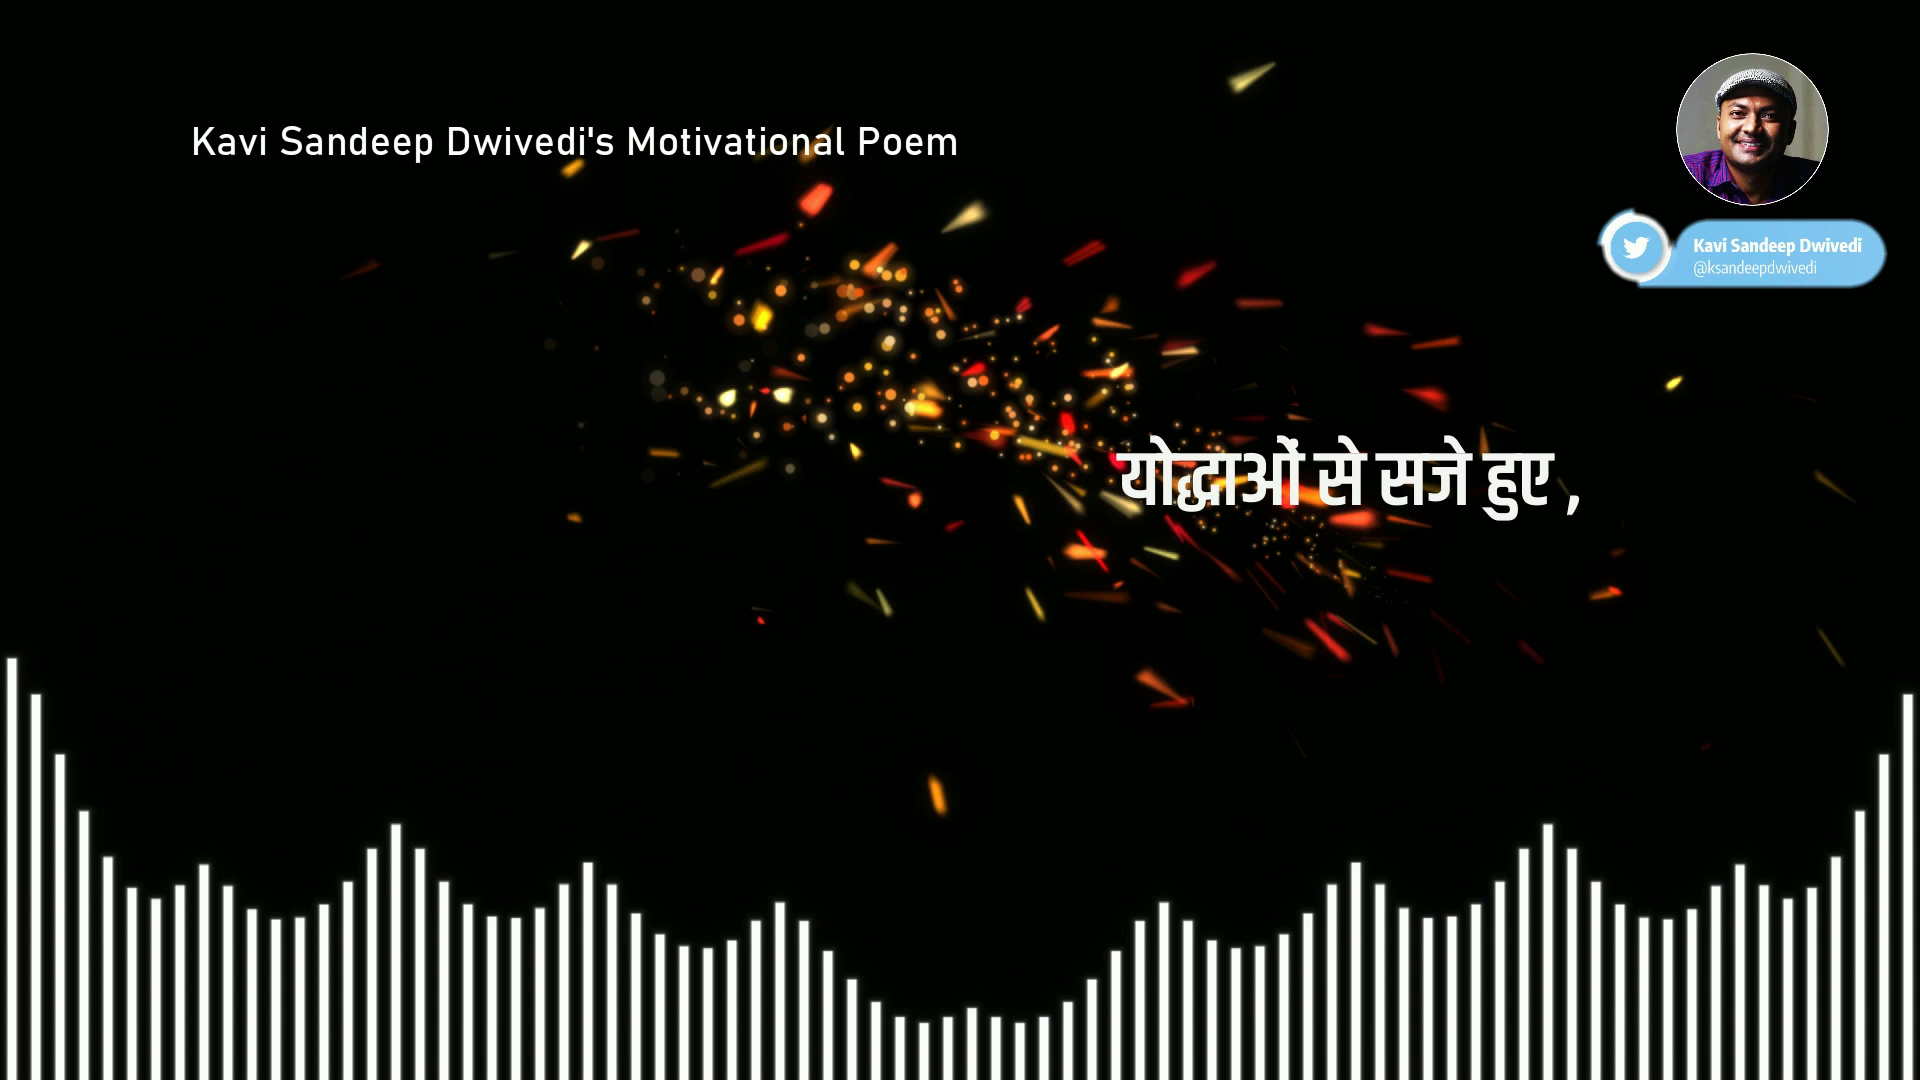 Kavi Sandeep Dwivedi's Motivational Poem
Kavi Sandeep Dwivedi
@ksandeepdwivedi
योद्धाओं से सजे हुए ,